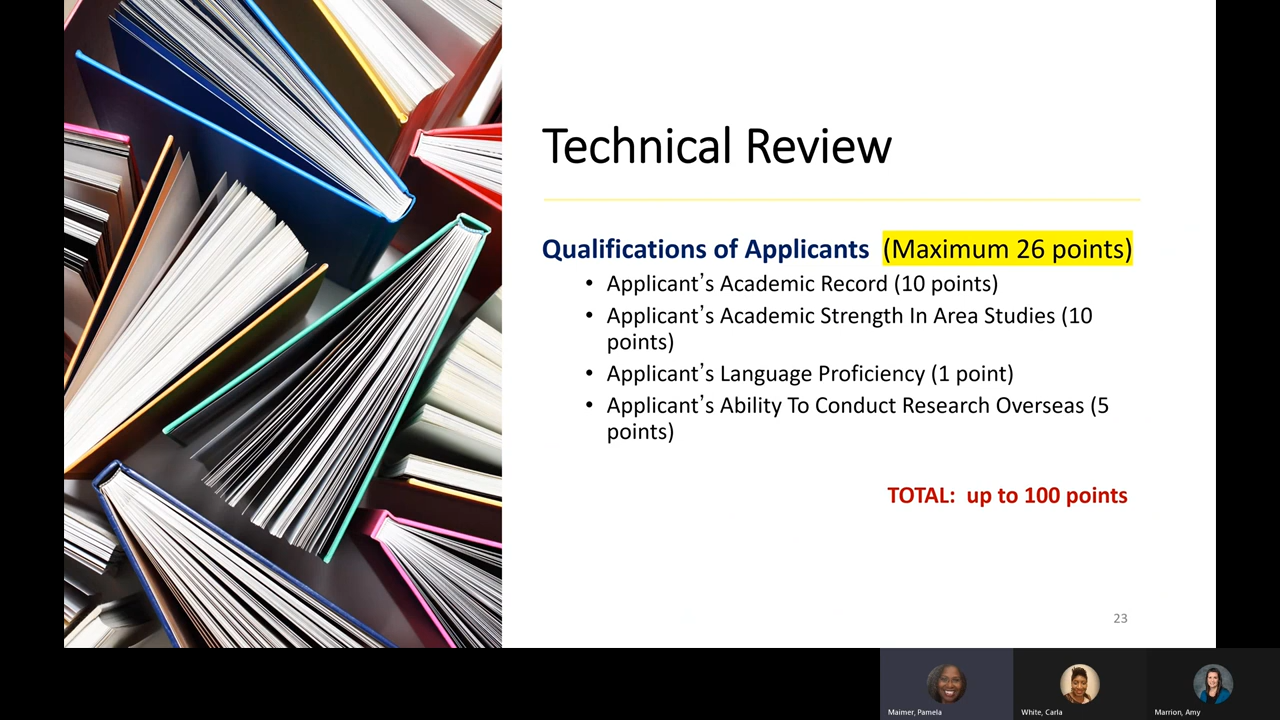 Technical Review
Qualifications of Applicants (Maximum 26 points)
• Applicant’s Academic Record (10 points)
• Applicant’s Academic Strength In Area Studies (10
points)
• Applicant’s Language Proficiency (1 point)
• Applicant’s Ability To Conduct Research Overseas (5
points)
TOTAL: up to 100 points
23
Maimer, Pamela
White, Carla
Marrion, Amy